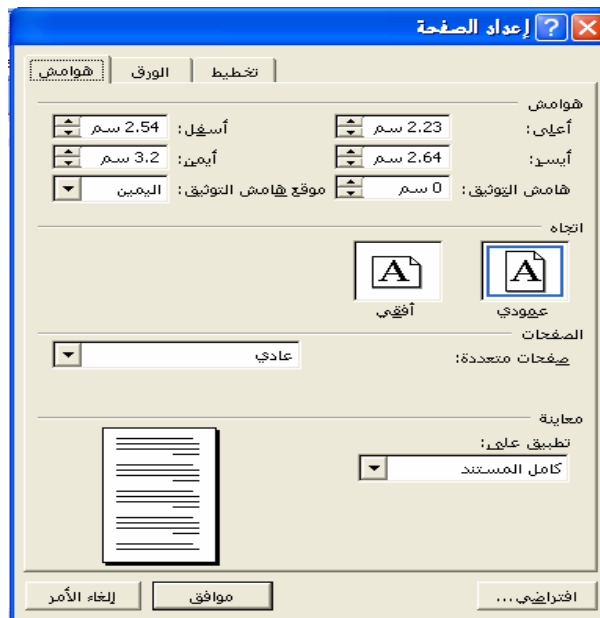 إعداد الصفحة
هوامش الورق تخطيط
هوامش
أعلى: 2.23 سم أسفل: 2.54 سم
أيسر: 2.64 سم أيمن: 3.2 سم
هامش التوثيق: 0 سم موقع هامش التوثيق: اليمين
اتجاه
A A
عمودي أفقي
الصفحات
صفحات متعددة: عادي
معاينة
تطبيق على:
كامل المستند
افتراضي... موافق إلغاء الأمر